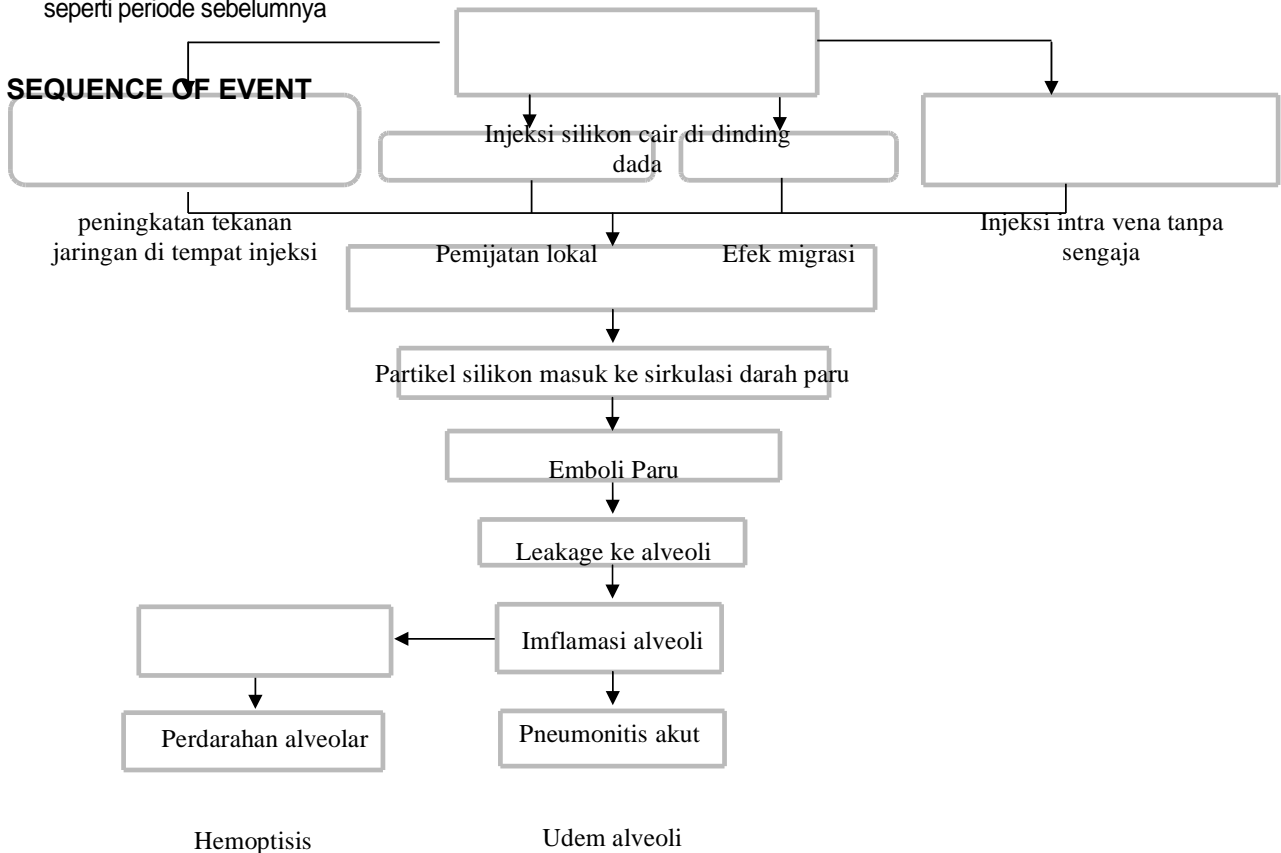 seperti periode sebelumnya
SEQUENCE OF EVENT
Injeksi silikon cair di dinding
dada
peningkatan tekanan
jaringan di tempat injeksi
Pemijatan lokal
Efek migrasi
Injeksi intra vena tanpa
sengaja
Partikel silikon masuk ke sirkulasi darah paru
Emboli Paru
Leakage ke alveoli
Imflamasi alveoli
Perdarahan alveolar
Pneumonitis akut
Hemoptisis
Udem alveoli